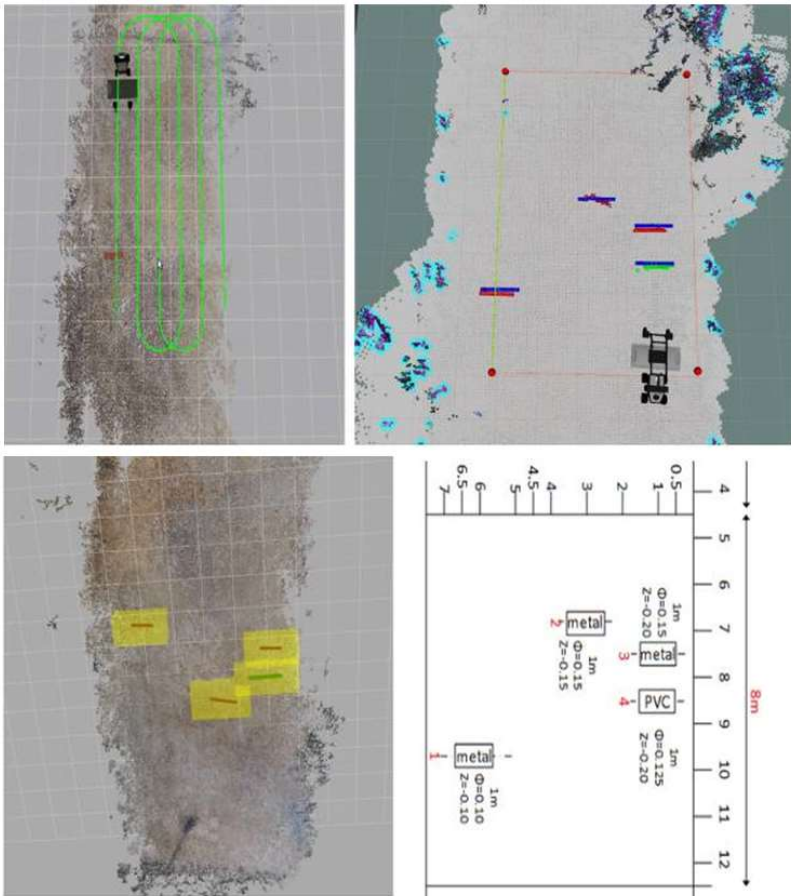 7
6.5
6
5
4.5
4
3
2
1
0.5
4
5
6
7
8
9
10
11
12
8m
1m
Φ=0.15
Z=-0.20
3
metal
2
metal
1m
Φ=0.15
Z=-0.15
4
PVC
1m
Φ=0.125
Z=-0.20
1
metal
1m
Φ=0.10
Z=-0.10